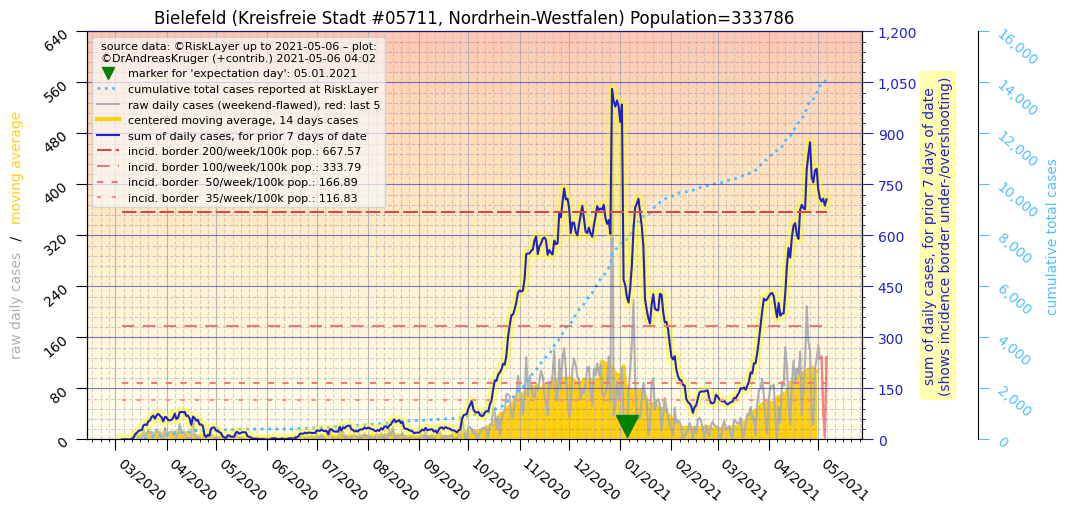 Bielefeld (Kreisfreie Stadt #05711, Nordrhein-Westfalen) Population=333786
source data: ©RiskLayer up to 2021-05-06 – plot:
©DrAndreasKruger (+contrib.) 2021-05-06 04:02
marker for 'expectation day': 05.01.2021
cumulative total cases reported at RiskLayer
raw daily cases (weekend-flawed), red: last 5
centered moving average, 14 days cases
sum of daily cases, for prior 7 days of date
incid. border 200/week/100k pop.: 667.57
incid. border 100/week/100k pop.: 333.79
incid. border  50/week/100k pop.: 166.89
incid. border  35/week/100k pop.: 116.83
raw daily cases  /  moving average
640
560
480
400
320
240
160
80
0
03/2020
04/2020
05/2020
06/2020
07/2020
08/2020
09/2020
10/2020
11/2020
12/2020
01/2021
02/2021
03/2021
04/2021
05/2021
1,200
1,050
900
750
600
450
300
150
0
sum of daily cases, for prior 7 days of date
(shows incidence border under-/overshooting)
16,000
14,000
12,000
10,000
8,000
6,000
4,000
2,000
0
cumulative total cases